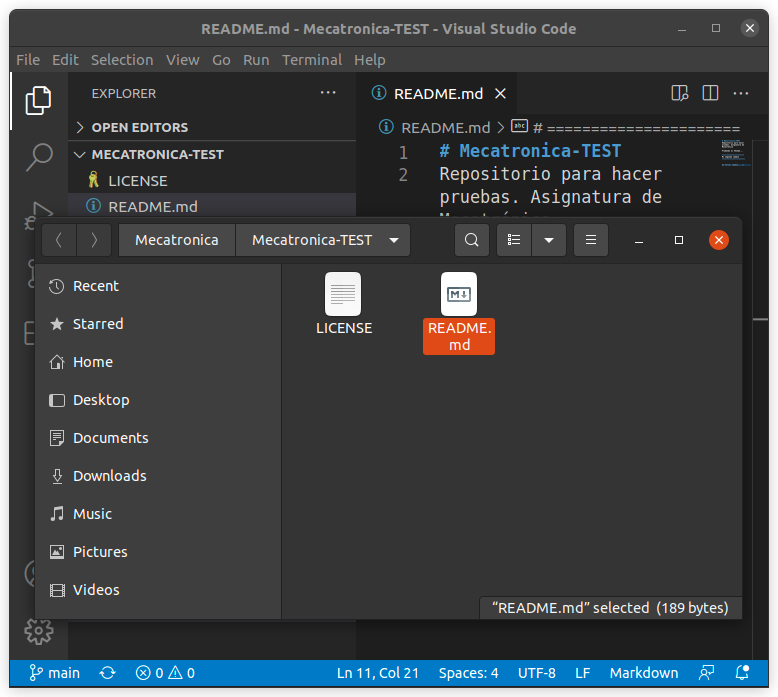 README.md - Mecatronica-TEST - Visual Studio Code
File Edit Selection View Go Run Terminal Help
EXPLORER
README.md
OPEN EDITORS
README.md > # ======================
MECATRONICA-TEST
LICENSE
README.md
1 # Mecatronica-TEST
2 Repositorio para hacer
pruebas. Asignatura de
Mecatronica Mecatronica-TEST
Recent
Starred
Home
Desktop
Documents
Downloads
Music
Pictures
Videos
LICENSE
README.
md
“README.md” selected (189 bytes)
main 0 0 Ln 11, Col 21 Spaces: 4 UTF-8 LF Markdown